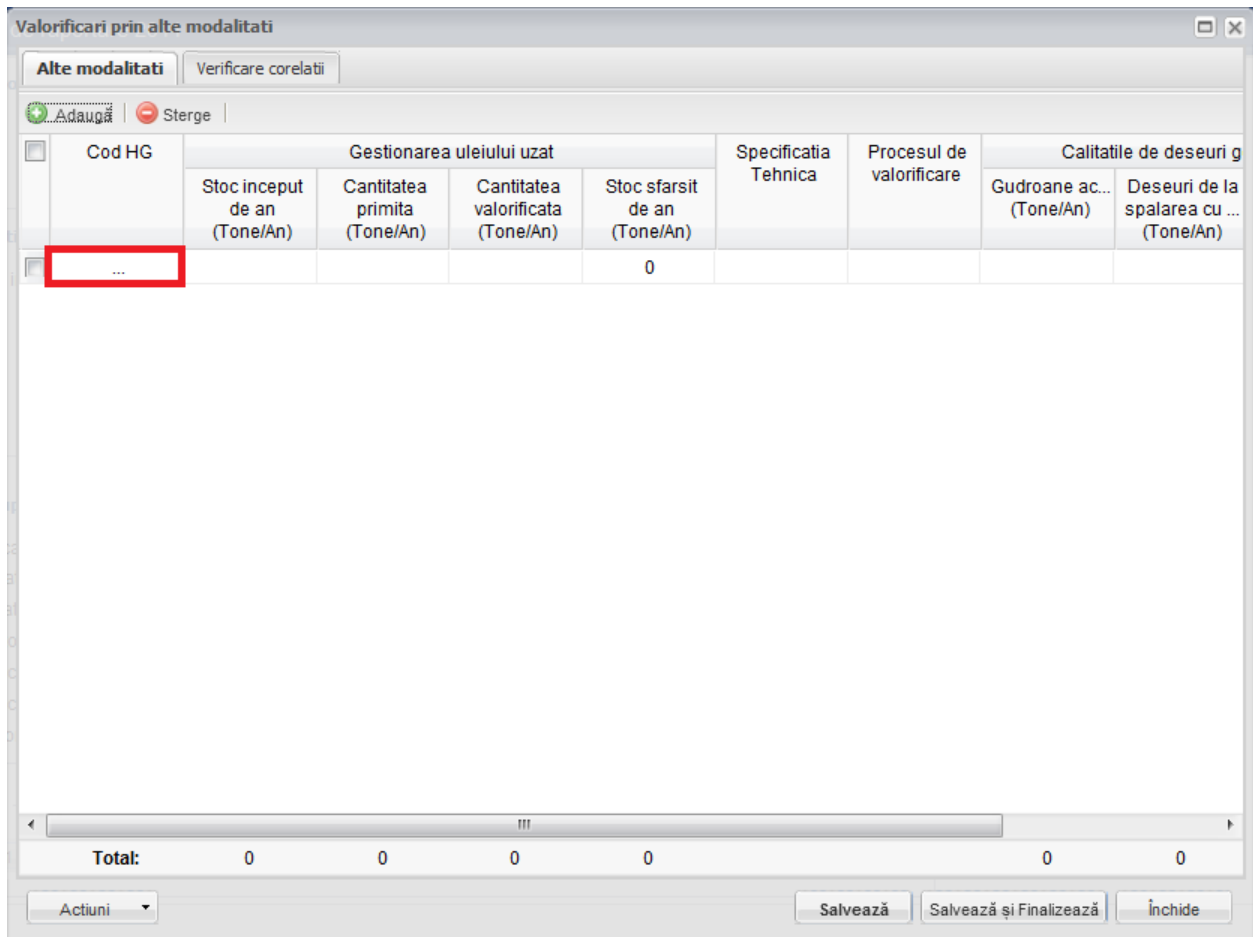 Valorificari prin alte modalitati
Alte modalitati Verificare corelatii
Adaugă Sterge
Cod HG Gestionarea uleiului uzat Specificatia Tehnica Procesul de valorificare Calitatile de deseuri g
Stoc inceput de an (Tone/An) Cantitatea primita (Tone/An) Cantitatea valorificata (Tone/An) Stoc sfarsit de an (Tone/An) Gudroane ac... (Tone/An) Deseuri de la spalarea cu ... (Tone/An)
... 0
Total: 0 0 0 0 0 0
Actiuni Salvează Salvează și Finalizează Închide